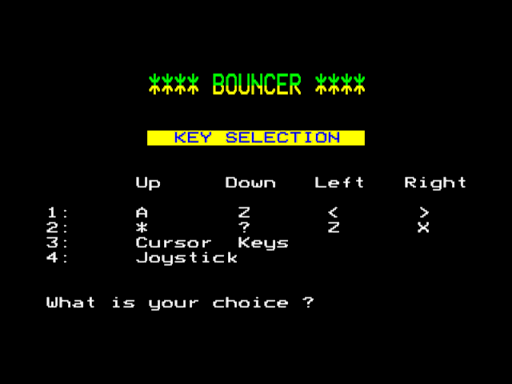 **** BOUNCER ****
KEY SELECTION
Up Down Left Right
1: A Z < >
2: * ? Z X
3: Cursor Keys
4: Joystick
What is your choice ?